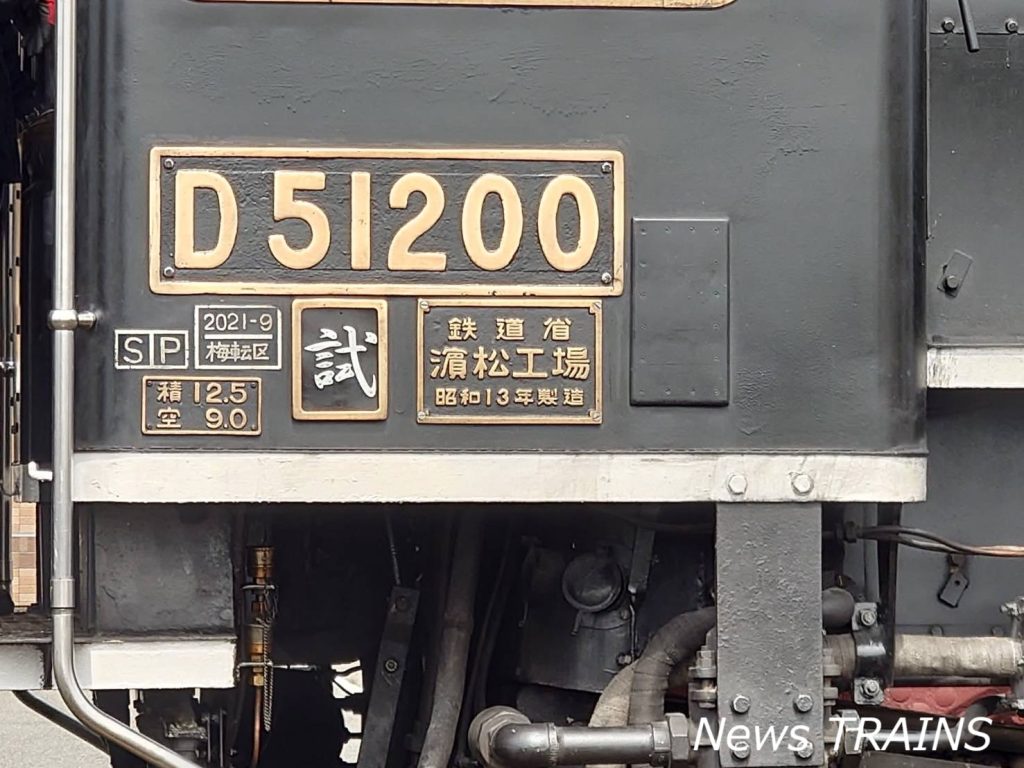 D51200
2021-9
梅転区
SP
積 12.5
空 9.0
試
鉄道省
濵松工場
昭和13年製造
News TRAINS